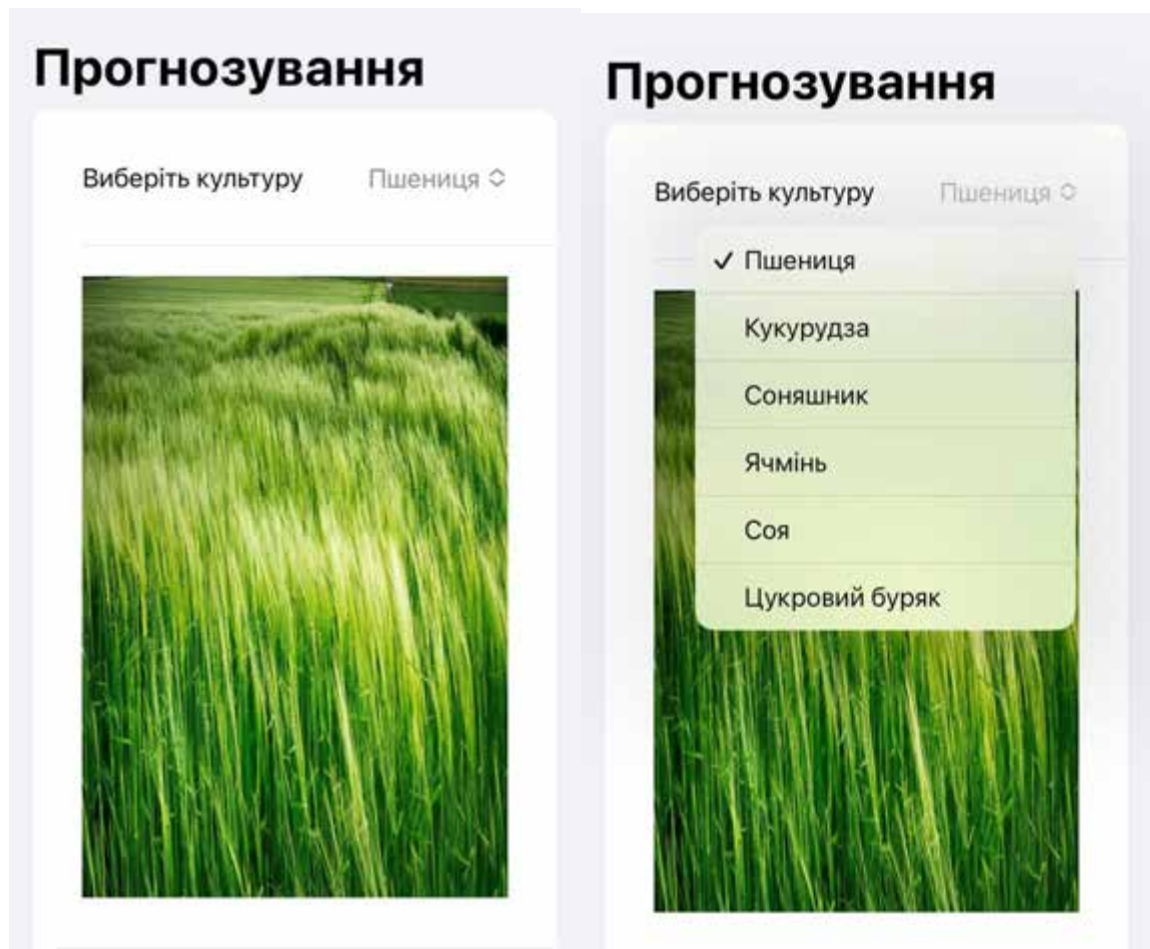 Прогнозування
Виберіть культуру Пшениця
Прогнозування
Виберіть культуру Пшениця
✓ Пшениця
Кукурудза
Соняшник
Ячмінь
Соя
Цукровий буряк